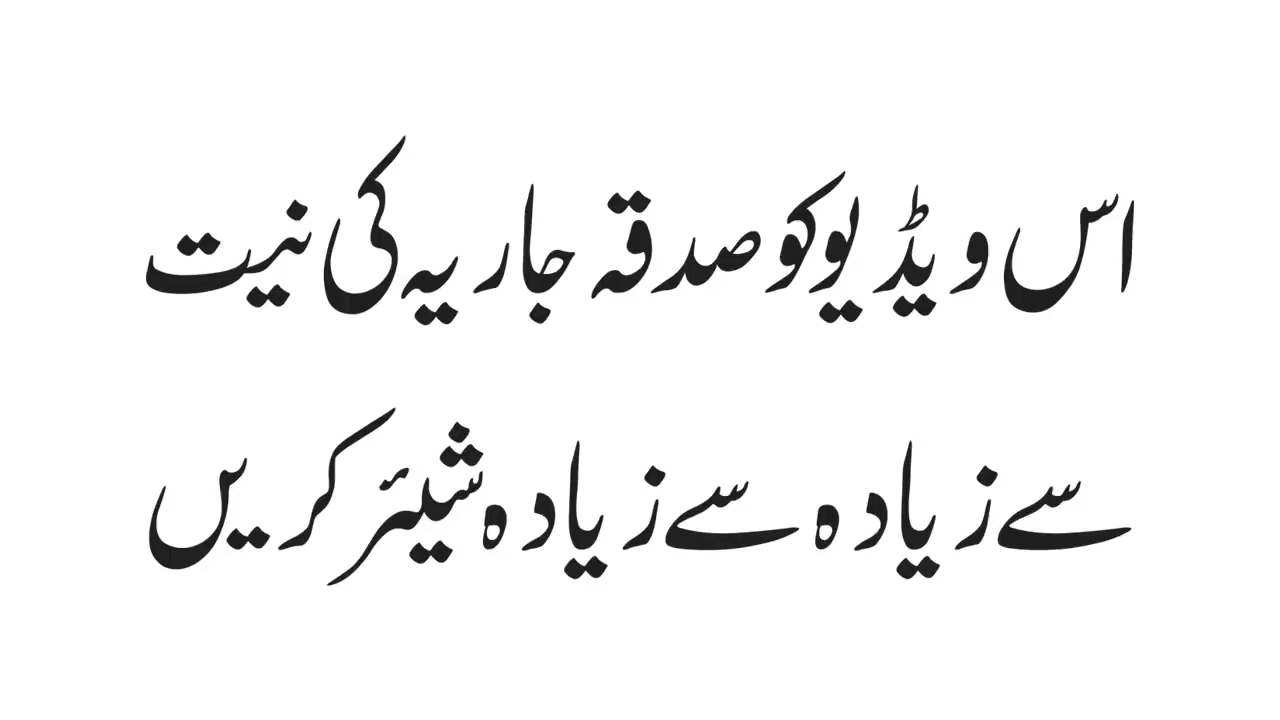 اس ویڈیو کو صدقہ جاریہ کی نیت
سے زیادہ سے زیادہ شیئر کریں